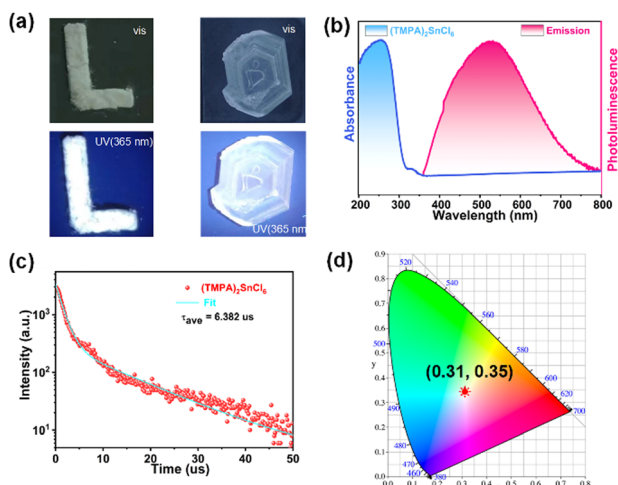 (a)
vis
vis
UV(365 nm)
UV(365 nm)
(b)
(TMPA)₂SnCl₆
Emission
Absorbance
Photoluminescence
200 300 400 500 600 700 800
Wavelength (nm)
(c)
(TMPA)₂SnCl₆
Fit
τave = 6.382 us
Intensity (a.u.)
10³
10²
10¹
0 10 20 30 40 50
Time (us)
(d)
0.9
0.8
0.7
0.6
0.5
0.4
0.3
0.2
0.1
0.0
y
520
540
560
500
580
(0.31, 0.35)
600
620
700
490
480
470
460
380
0.0 0.1 0.2 0.3 0.4 0.5 0.6 0.7 0.8